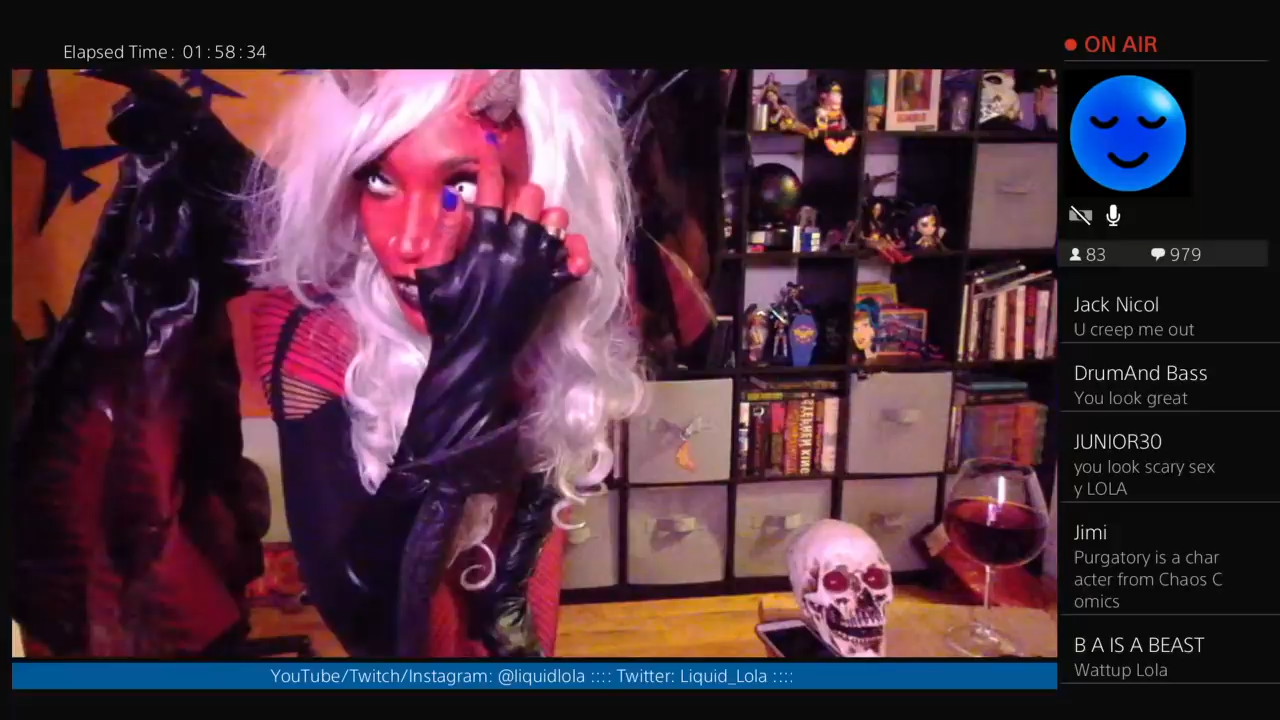 Elapsed Time: 01:58:34
ON AIR
83 979
Jack Nicol
U creep me out
DrumAnd Bass
You look great
JUNIOR30
you look scary sex
y LOLA
Jimi
Purgatory is a char
acter from Chaos C
omics
B A IS A BEAST
Wattup Lola
STEPHEN KING
YouTube/Twitch/Instagram: @liquidlola :::: Twitter: Liquid_Lola ::::